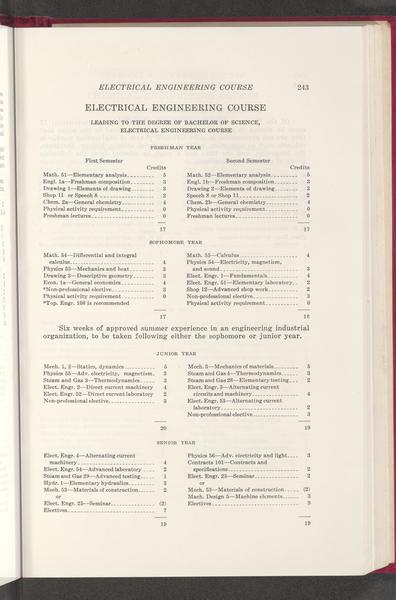 ELECTRICAL ENGINEERING COURSE 243
ELECTRICAL ENGINEERING COURSE
LEADING TO THE DEGREE OF BACHELOR OF SCIENCE,
ELECTRICAL ENGINEERING COURSE
FRESHMAN YEAR
First Semester
Credits
Math. 51—Elementary analysis 5
Engl. 1a—Freshman composition 3
Drawing 1—Elements of drawing 3
Shop 11 or Speech 8 2
Chem. 2a—General chemistry 4
Physical activity requirement 0
Freshman lectures 0
17
Second Semester
Credits
Math. 52—Elementary analysis 5
Engl. 1b—Freshman composition 3
Drawing 2—Elements of drawing 3
Speech 8 or Shop 11 2
Chem. 2b—General chemistry 4
Physical activity requirement 0
Freshman lectures 0
17
SOPHOMORE YEAR
Math. 54—Differential and integral
calculus 4
Physics 53—Mechanics and heat 3
Drawing 3—Descriptive geometry 3
Econ. 1a—General economics 4
*Non-professional elective 3
Physical activity requirement 0
*Top. Engr. 108 is recommended
17
Math. 55—Calculus 4
Physics 54—Electricity, magnetism,
and sound 3
Elect. Engr. 1—Fundamentals 4
Elect. Engr. 51—Elementary laboratory 2
Shop 12—Advanced shop work 2
Non-professional elective 3
Physical activity requirement 0
18
Six weeks of approved summer experience in an engineering industrial
organization, to be taken following either the sophomore or junior year.
JUNIOR YEAR
Mech. 1, 2—Statics, dynamics 5
Physics 55—Adv. electricity, magnetism 3
Steam and Gas 3—Thermodynamics 3
Elect. Engr. 2—Direct current machinery 4
Elect. Engr. 52—Direct current laboratory 2
Non-professional elective 3
20
Mech. 3—Mechanics of materials 5
Steam and Gas 4—Thermodynamics 3
Steam and Gas 28—Elementary testing 2
Elect. Engr. 3—Alternating current
circuits and machinery 4
Elect. Engr. 53—Alternating current
laboratory 2
Non-professional elective 3
19
SENIOR YEAR
Elect. Engr. 4—Alternating current
machinery 4
Elect. Engr. 54—Advanced laboratory 2
Steam and Gas 29—Advanced testing 2
Hydr. 1—Elementary hydraulics 3
Mech. 53—Materials of construction 2
or
Elect. Engr. 25—Seminar (2)
Electives 7
19
Physics 56—Adv. electricity and light 3
Contracts 101—Contracts and
specifications 2
Elect. Engr. 25—Seminar 2
or
Mech. 53—Materials of construction (2)
Mach. Design 5—Machine elements 3
Electives 9
19